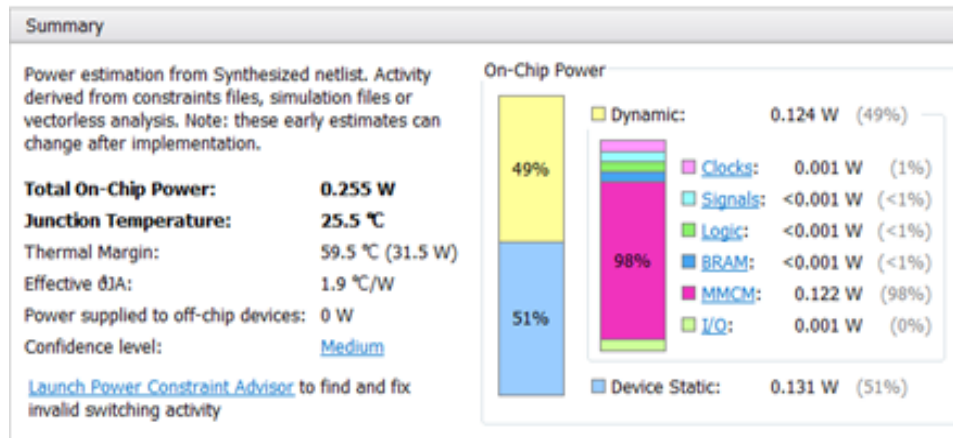 Summary
Power estimation from Synthesized netlist. Activity
derived from constraints files, simulation files or
vectorless analysis. Note: these early estimates can
change after implementation.
Total On-Chip Power: 0.255 W
Junction Temperature: 25.5 °C
Thermal Margin: 59.5 °C (31.5 W)
Effective ϑJA: 1.9 °C/W
Power supplied to off-chip devices: 0 W
Confidence level: Medium
Launch Power Constraint Advisor to find and fix
invalid switching activity
On-Chip Power
49%
51%
Dynamic: 0.124 W (49%)
98%
Clocks: 0.001 W (1%)
Signals: <0.001 W (<1%)
Logic: <0.001 W (<1%)
BRAM: <0.001 W (<1%)
MMCM: 0.122 W (98%)
I/O: 0.001 W (0%)
Device Static: 0.131 W (51%)